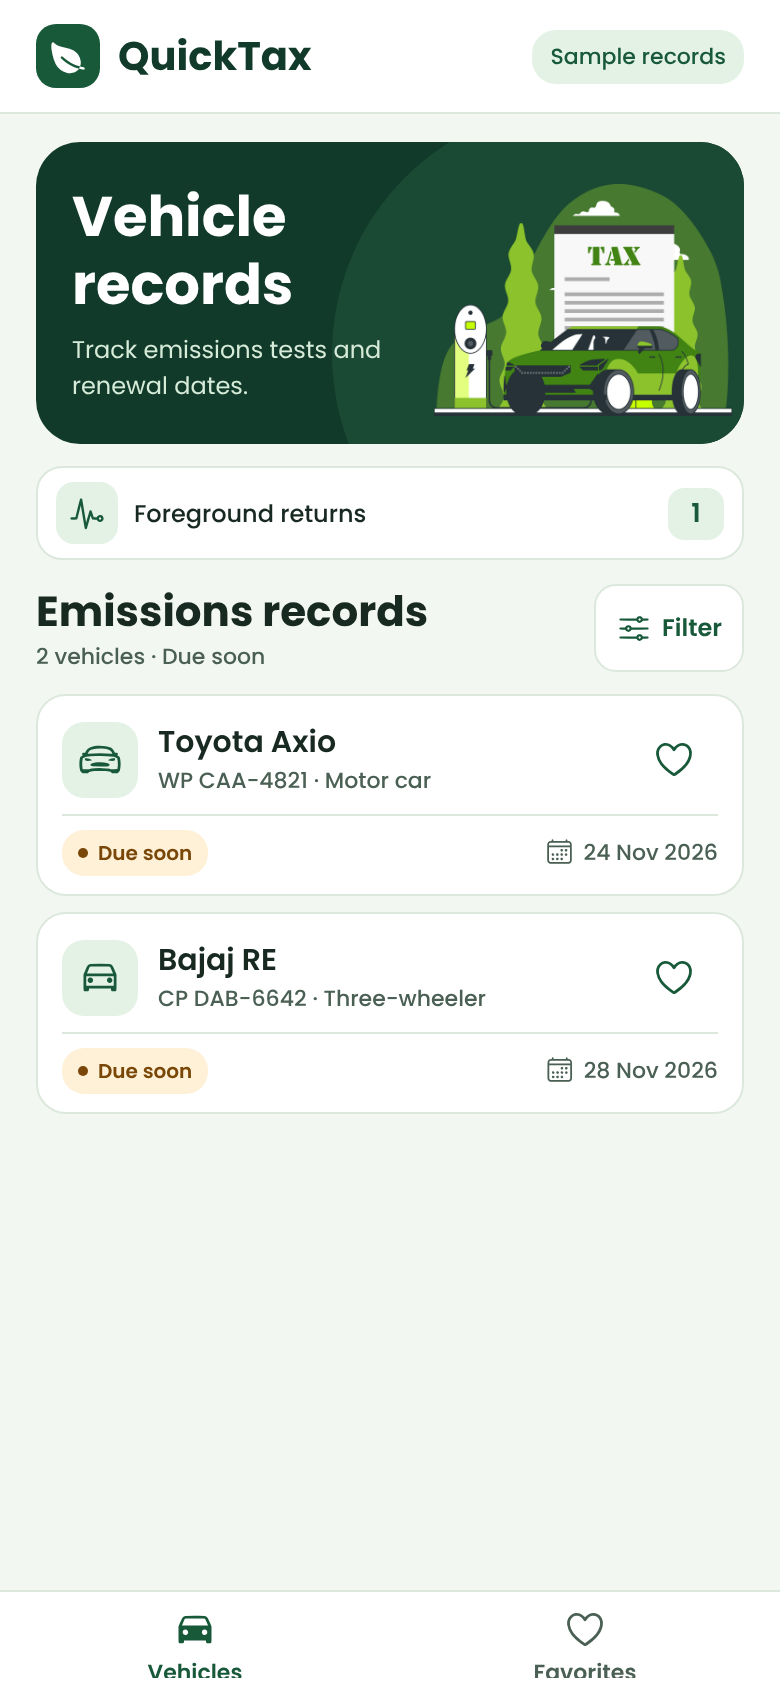 QuickTax
Sample records
Vehicle
records
Track emissions tests and
renewal dates.
TAX
Foreground returns
1
Emissions records
2 vehicles · Due soon
Filter
Toyota Axio
WP CAA-4821 · Motor car
Due soon
24 Nov 2026
Bajaj RE
CP DAB-6642 · Three-wheeler
Due soon
28 Nov 2026
Vehicles
Favorites